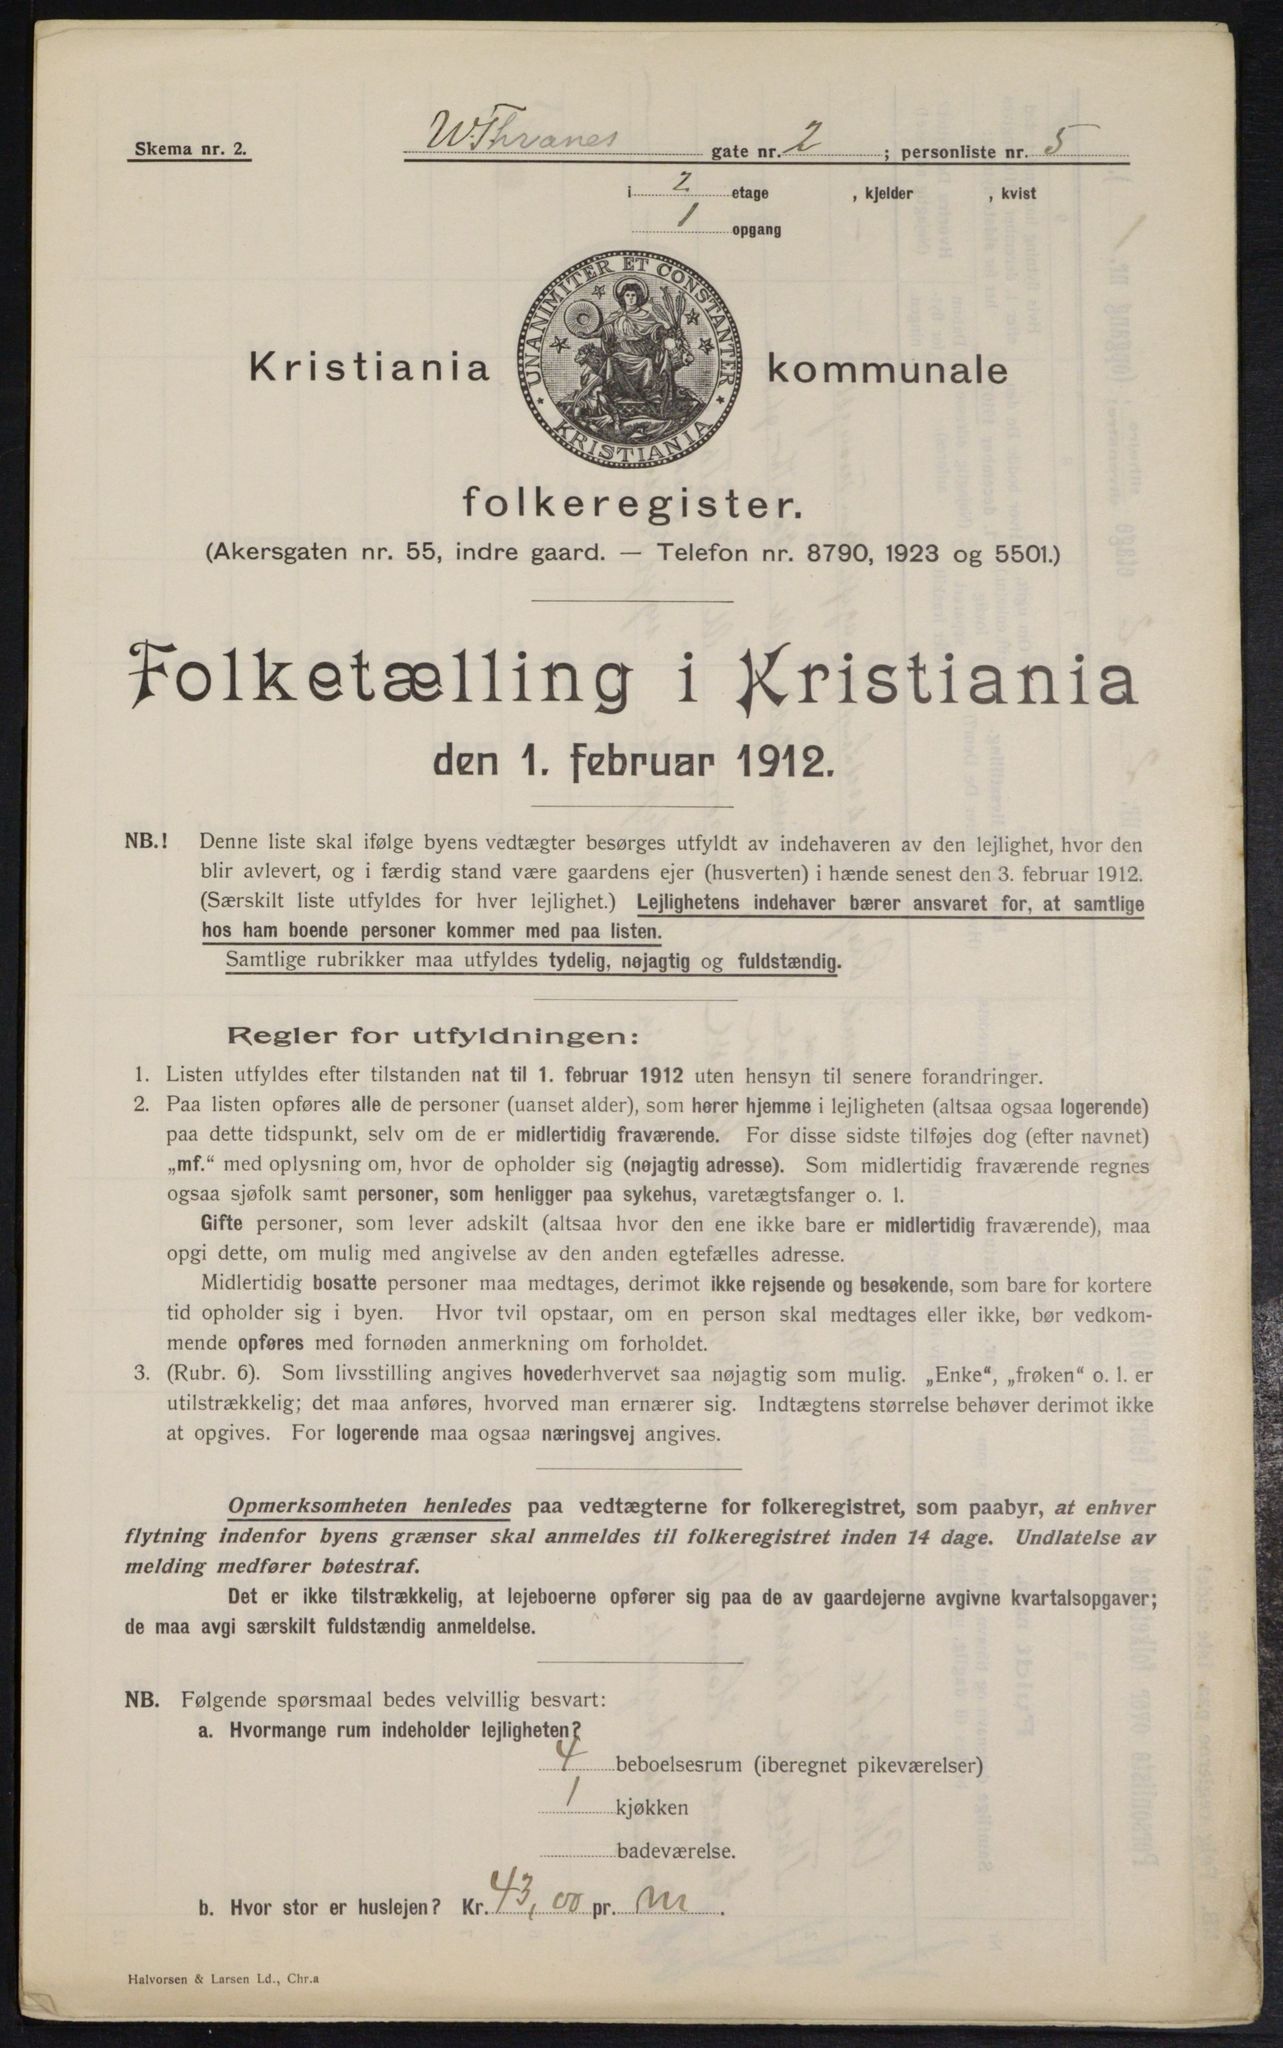 Skema nr. 2.
W. Thranes gate nr. 2 ; personliste nr. 5
i 2 etage , kjelder , kvist
1 opgang
UNANIMITER ET CONSTANTER
KRISTIANIA
Kristiania kommunale
folkeregister.
(Akersgaten nr. 55, indre gaard. — Telefon nr. 8790, 1923 og 5501.)
Folketælling i Kristiania
den 1. februar 1912.
NB.! Denne liste skal ifølge byens vedtægter besørges utfyldt av indehaveren av den lejlighet, hvor den
blir avlevert, og i færdig stand være gaardens ejer (husverten) i hænde senest den 3. februar 1912.
(Særskilt liste utfyldes for hver lejlighet.) Lejlighetens indehaver bærer ansvaret for, at samtlige
hos ham boende personer kommer med paa listen.
Samtlige rubrikker maa utfyldes tydelig, nøjagtig og fuldstændig.
Regler for utfyldningen:
1. Listen utfyldes efter tilstanden nat til 1. februar 1912 uten hensyn til senere forandringer.
2. Paa listen opføres alle de personer (uanset alder), som hører hjemme i lejligheten (altsaa ogsaa logerende)
paa dette tidspunkt, selv om de er midlertidig fraværende. For disse sidste tilføjes dog (efter navnet)
„mf.“ med oplysning om, hvor de opholder sig (nøjagtig adresse). Som midlertidig fraværende regnes
ogsaa sjøfolk samt personer, som henligger paa sykehus, varetægtsfanger o. l.
Gifte personer, som lever adskilt (altsaa hvor den ene ikke bare er midlertidig fraværende), maa
opgi dette, om mulig med angivelse av den anden egtefælles adresse.
Midlertidig bosatte personer maa medtages, derimot ikke rejsende og besøkende, som bare for kortere
tid opholder sig i byen. Hvor tvil opstaar, om en person skal medtages eller ikke, bør vedkom-
mende opføres med fornøden anmerkning om forholdet.
3. (Rubr. 6). Som livsstilling angives hovederhvervet saa nøjagtig som mulig. „Enke“, „frøken“ o. l. er
utilstrækkelig; det maa anføres, hvorved man ernærer sig. Indtægtens størrelse behøver derimot ikke
at opgives. For logerende maa ogsaa næringsvej angives.
Opmerksomheten henledes paa vedtægterne for folkeregistret, som paabyr, at enhver
flytning indenfor byens grænser skal anmeldes til folkeregistret inden 14 dage. Undlatelse av
melding medfører bøtestraf.
Det er ikke tilstrækkelig, at lejeboerne opfører sig paa de av gaardejerne avgivne kvartalsopgaver;
de maa avgi særskilt fuldstændig anmeldelse.
NB. Følgende spørsmaal bedes velvillig besvart:
a. Hvormange rum indeholder lejligheten?
4 beboelsesrum (iberegnet pikeværelser)
1 kjøkken
badeværelse.
b. Hvor stor er huslejen? Kr. 43,00 pr. m.
Halvorsen & Larsen Ld., Chr.a